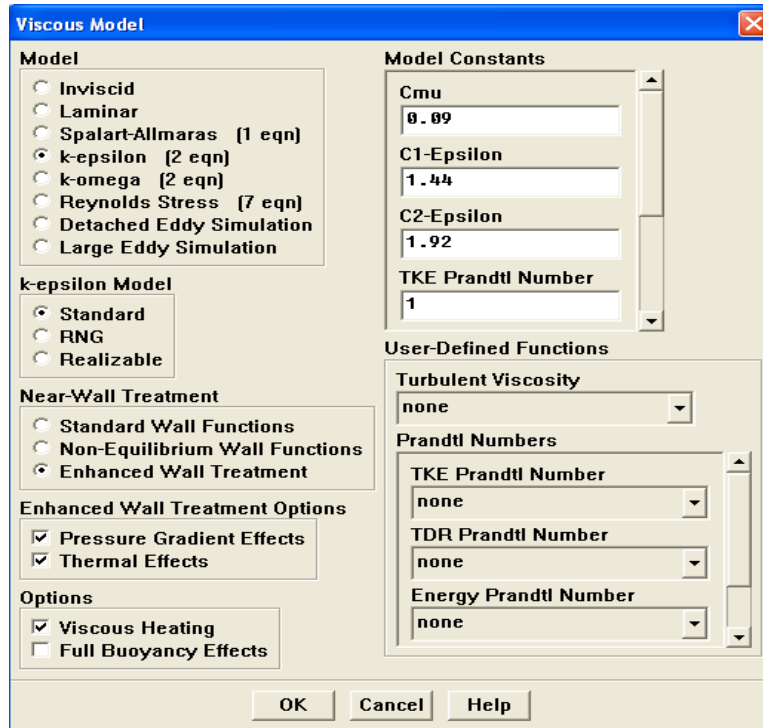 Viscous Model
Model
Inviscid
Laminar
Spalart-Allmaras (1 eqn)
k-epsilon (2 eqn)
k-omega (2 eqn)
Reynolds Stress (7 eqn)
Detached Eddy Simulation
Large Eddy Simulation
k-epsilon Model
Standard
RNG
Realizable
Near-Wall Treatment
Standard Wall Functions
Non-Equilibrium Wall Functions
Enhanced Wall Treatment
Enhanced Wall Treatment Options
Pressure Gradient Effects
Thermal Effects
Options
Viscous Heating
Full Buoyancy Effects
Model Constants
Cmu
0.09
C1-Epsilon
1.44
C2-Epsilon
1.92
TKE Prandtl Number
1
User-Defined Functions
Turbulent Viscosity
none
Prandtl Numbers
TKE Prandtl Number
none
TDR Prandtl Number
none
Energy Prandtl Number
none
OK Cancel Help